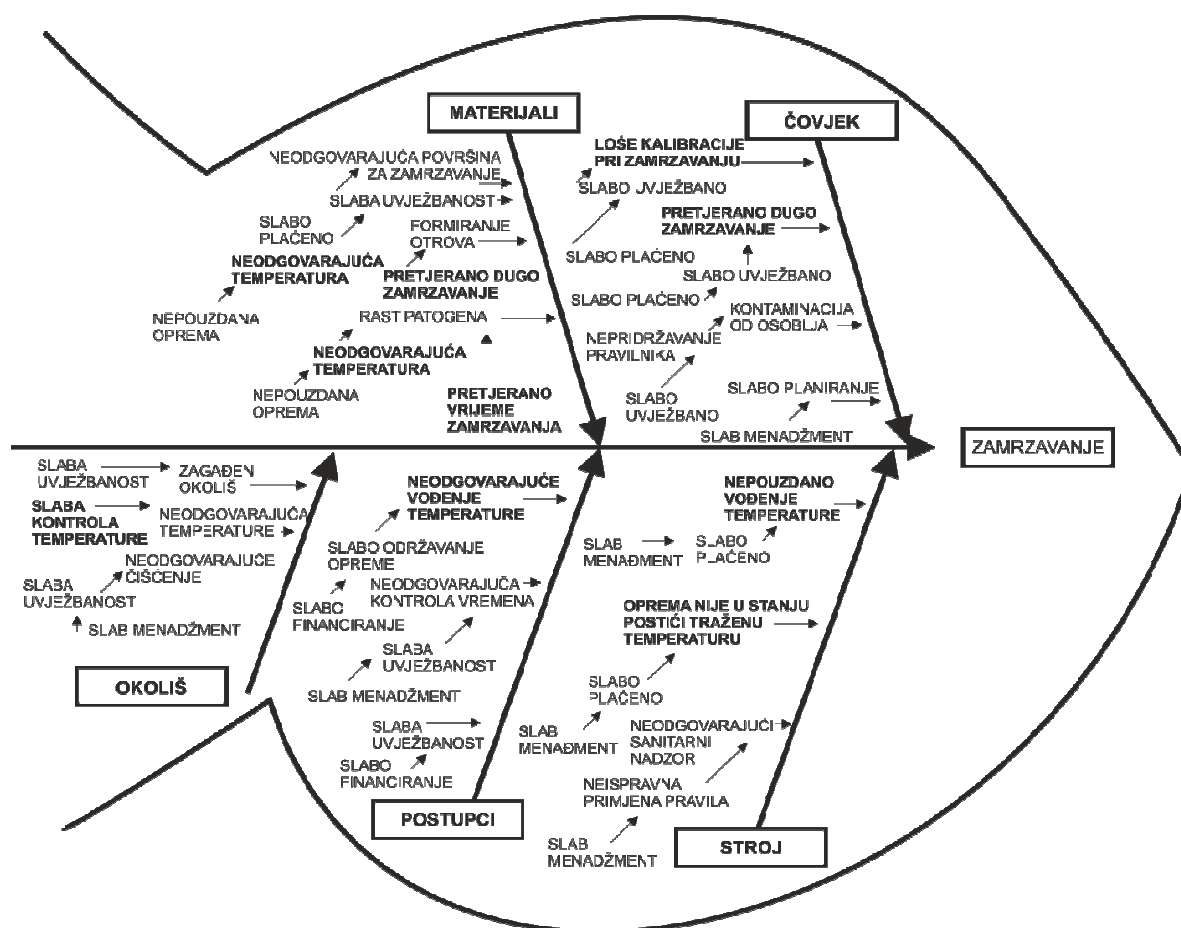 MATERIJALI
NEODGOVARAJUĆA POVRŠINA
ZA ZAMRZAVANJE
SLABA UVJEŽBANOST
SLABO
PLAĆENO
FORMIRANJE
OTROVA
NEODGOVARAJUĆA
TEMPERATURA
PRETJERANO DUGO
ZAMRZAVANJE
NEPOUZDANA
OPREMA
RAST PATOGENA
NEODGOVARAJUĆA
TEMPERATURA
NEPOUZDANA
OPREMA
PRETJERANO
VRIJEME
ZAMRZAVANJA
ČOVJEK
LOŠE KALIBRACIJE
PRI ZAMRZAVANJU
SLABO UVJEŽBANO
PRETJERANO DUGO
ZAMRZAVANJE
SLABO PLAĆENO
SLABO UVJEŽBANO
SLABO PLAĆENO
KONTAMINACIJA
OD OSOBLJA
NEPRIDRŽAVANJE
PRAVILNIKA
SLABO
UVJEŽBANO
SLABO PLANIRANJE
SLAB MENADŽMENT
ZAMRZAVANJE
SLABA
UVJEŽBANOST
ZAGAĐEN
OKOLIŠ
SLABA
KONTROLA
TEMPERATURE
NEODGOVARAJUĆA
TEMPERATURE
NEODGOVARAJUĆE
ČIŠĆENJE
SLABA
UVJEŽBANOST
SLAB MENADŽMENT
OKOLIŠ
NEODGOVARAJUĆE
VOĐENJE
TEMPERATURE
SLABO ODRŽAVANJE
OPREME
SLABO
FINANCIRANJE
NEODGOVARAJUĆA
KONTROLA VREMENA
SLABA
UVJEŽBANOST
SLAB MENADŽMENT
SLABA
UVJEŽBANOST
SLABO
FINANCIRANJE
POSTUPCI
NEPOUZDANO
VOĐENJE
TEMPERATURE
SLAB
MENAĐMENT
SLABO
PLAĆENO
OPREMA NIJE U STANJU
POSTIĆI TRAŽENU
TEMPERATURU
SLABO
PLAĆENO
SLAB
MENAĐMENT
NEODGOVARAJUĆI
SANITARNI
NADZOR
NEISPRAVNA
PRIMJENA PRAVILA
SLAB
MENADŽMENT
STROJ